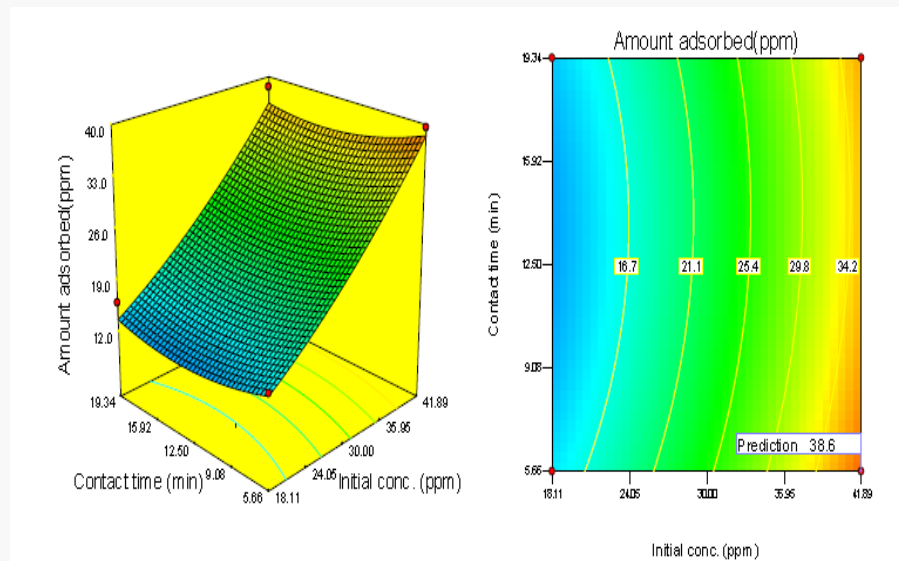 Amount adsorbed(ppm)
40.0
33.0
26.0
19.0
12.0
19.34
15.92
12.50
9.08
5.66
Contact time (min)
18.11
24.05
30.00
35.95
41.89
Initial conc. (ppm)
Amount adsorbed(ppm)
19.34
15.92
12.50
9.08
5.66
Contact time (min)
16.7 21.1 25.4 29.8 34.2
Prediction 38.6
18.11 24.05 30.00 35.95 41.89
Initial conc. (ppm)